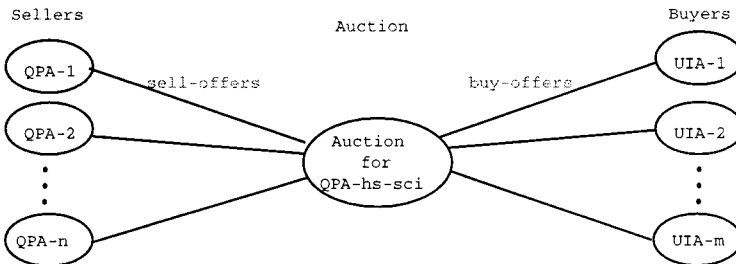 Sellers
Auction
Buyers
QPA-1
sell-offers
buy-offers
UIA-1
QPA-2
Auction
for
QPA-hs-sci
UIA-2
QPA-n
UIA-m